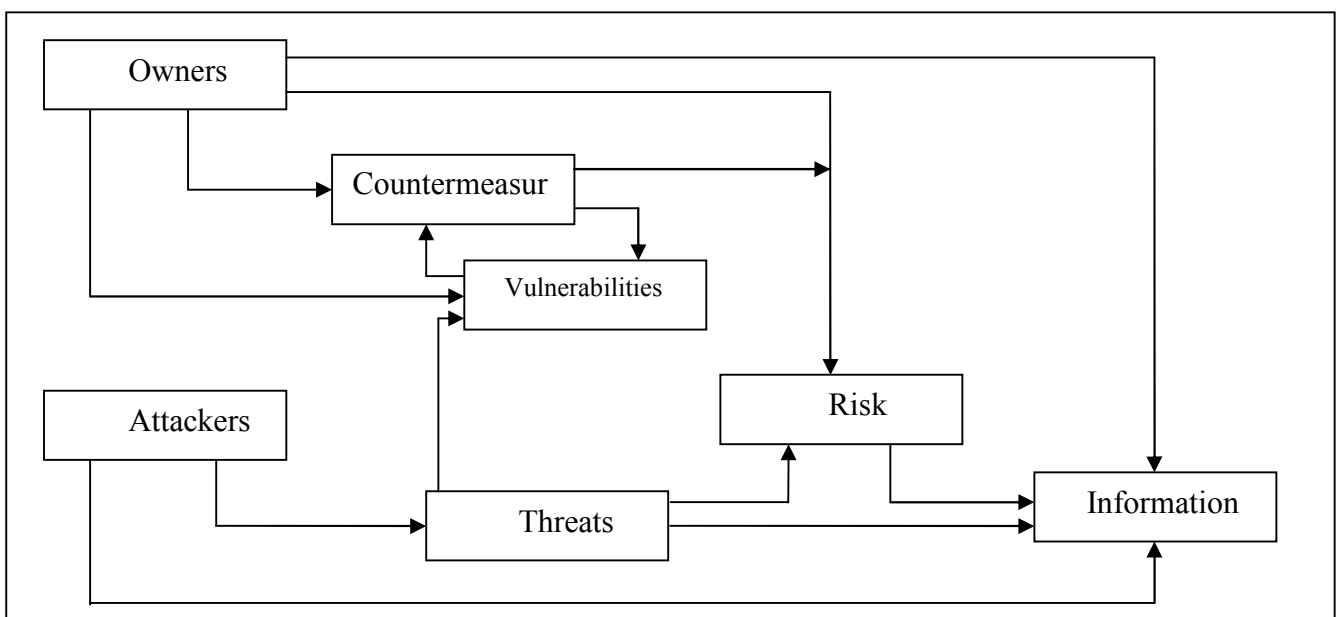 Owners
Countermeasur
Vulnerabilities
Risk
Attackers
Information
Threats